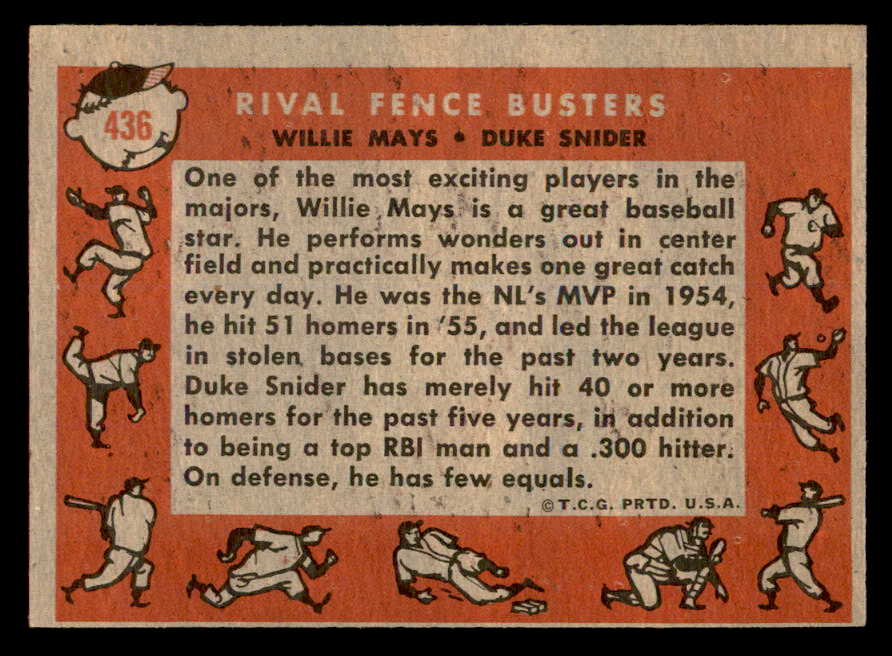 436
RIVAL FENCE BUSTERS
WILLIE MAYS • DUKE SNIDER
One of the most exciting players in the
majors, Willie Mays is a great baseball
star. He performs wonders out in center
field and practically makes one great catch
every day. He was the NL's MVP in 1954,
he hit 51 homers in '55, and led the league
in stolen bases for the past two years.
Duke Snider has merely hit 40 or more
homers for the past five years, in addition
to being a top RBI man and a .300 hitter.
On defense, he has few equals.
© T.C.G. PRTD. U.S.A.